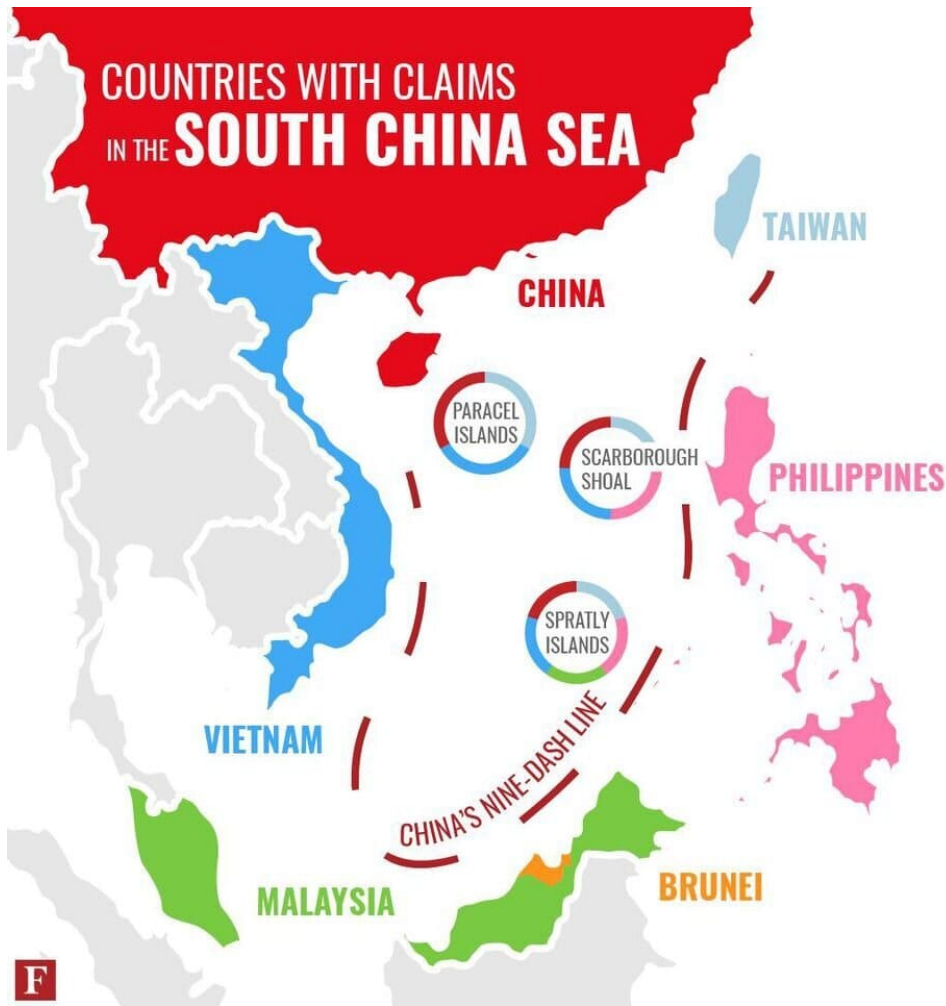 COUNTRIES WITH CLAIMS
IN THE SOUTH CHINA SEA
TAIWAN
CHINA
PARACEL
ISLANDS
SCARBOROUGH
SHOAL
PHILIPPINES
SPRATLY
ISLANDS
VIETNAM
CHINA'S NINE-DASH LINE
MALAYSIA
BRUNEI
F